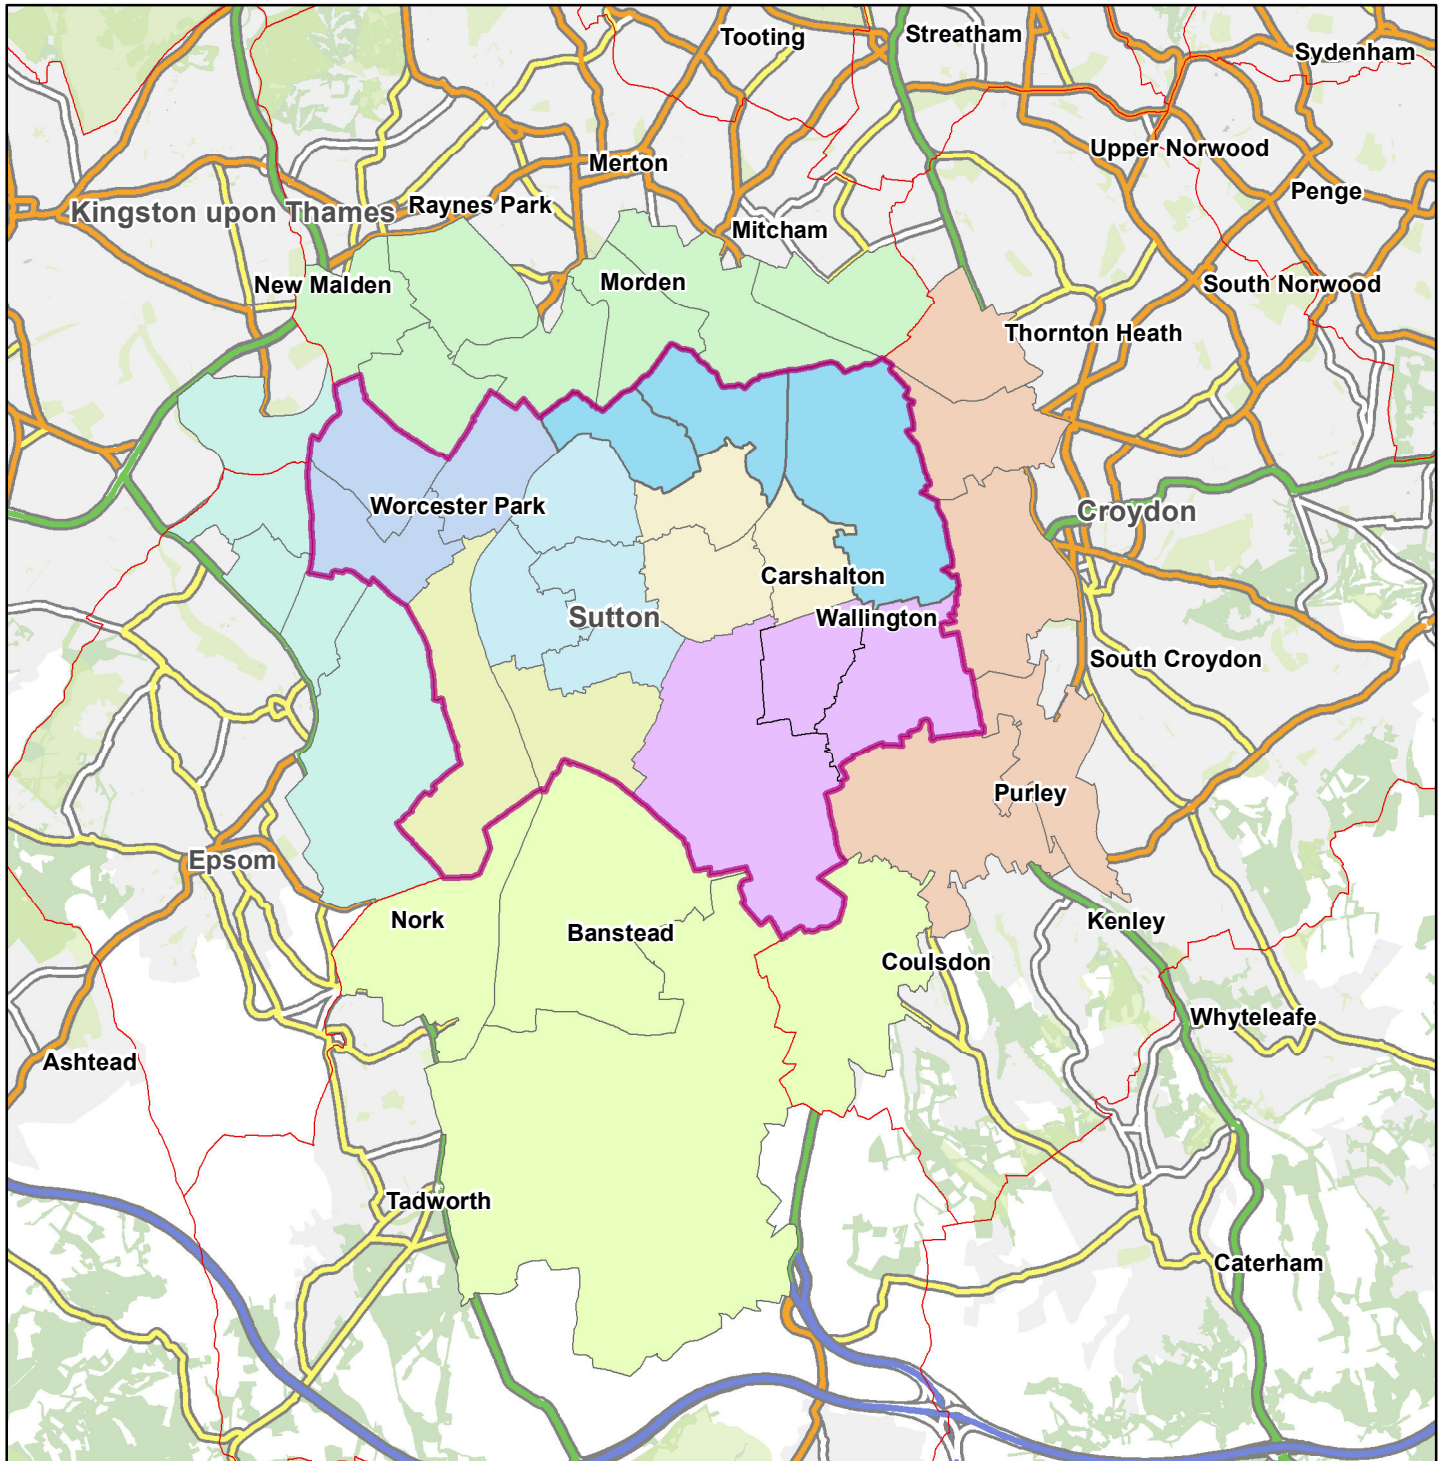 Tooting
Streatham
Sydenham
Upper Norwood
Merton
Penge
Kingston upon Thames
Raynes Park
Mitcham
New Malden
Morden
South Norwood
Thornton Heath
Worcester Park
Croydon
Carshalton
Sutton
Wallington
South Croydon
Purley
Epsom
Nork
Banstead
Kenley
Coulsdon
Whyteleafe
Ashtead
Tadworth
Caterham